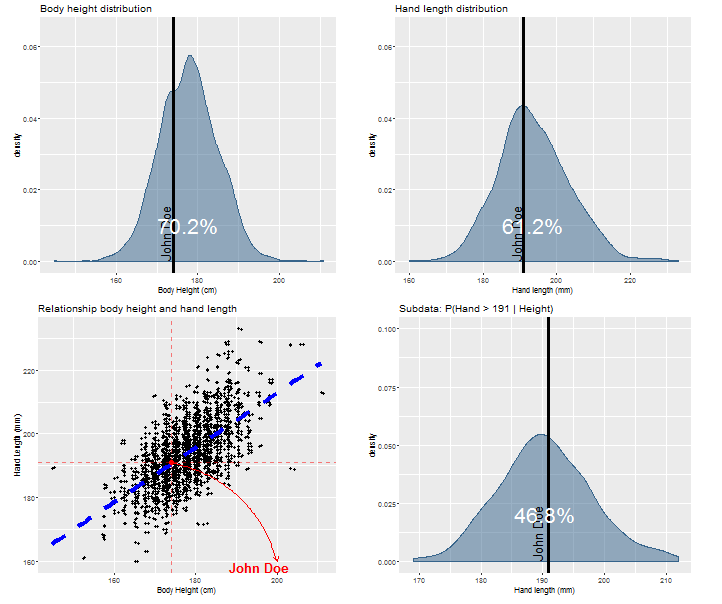 Body height distribution
0.06
0.04
0.02
0.00
density
70.2%
John Doe
160
180
200
Body Height (cm)
Hand length distribution
0.06
0.04
0.02
0.00
density
61.2%
John Doe
160
180
200
220
Hand length (mm)
Relationship body height and hand length
220
200
180
160
Hand length (mm)
John Doe
160
180
200
Body Height (cm)
Subdata: P(Hand > 191 | Height)
0.100
0.075
0.050
0.025
0.000
density
46.8%
John Doe
170
180
190
200
210
Hand length (mm)